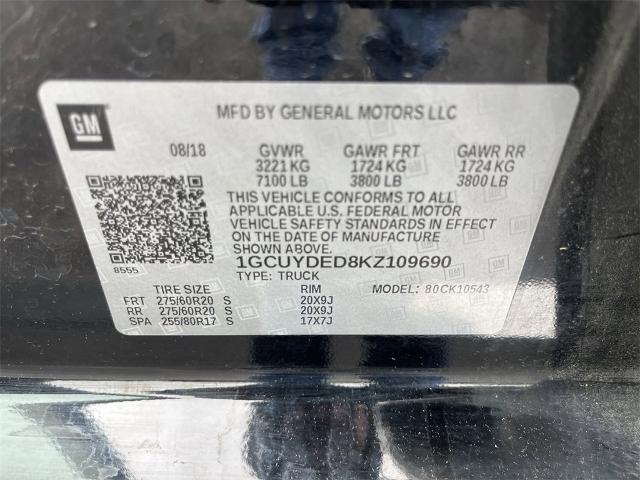 GM
MFD BY GENERAL MOTORS LLC
08/18 GVWR GAWR FRT GAWR RR
3221 KG 1724 KG 1724 KG
7100 LB 3800 LB 3800 LB
THIS VEHICLE CONFORMS TO ALL
APPLICABLE U.S. FEDERAL MOTOR
VEHICLE SAFETY STANDARDS IN EFFECT
ON THE DATE OF MANUFACTURE
SHOWN ABOVE.
8555 1GCUYDED8KZ109690
TYPE: TRUCK MODEL: 80CK10543
TIRE SIZE RIM
FRT 275/60R20 S 20X9J
RR 275/60R20 S 20X9J
SPA 255/80R17 S 17X7J